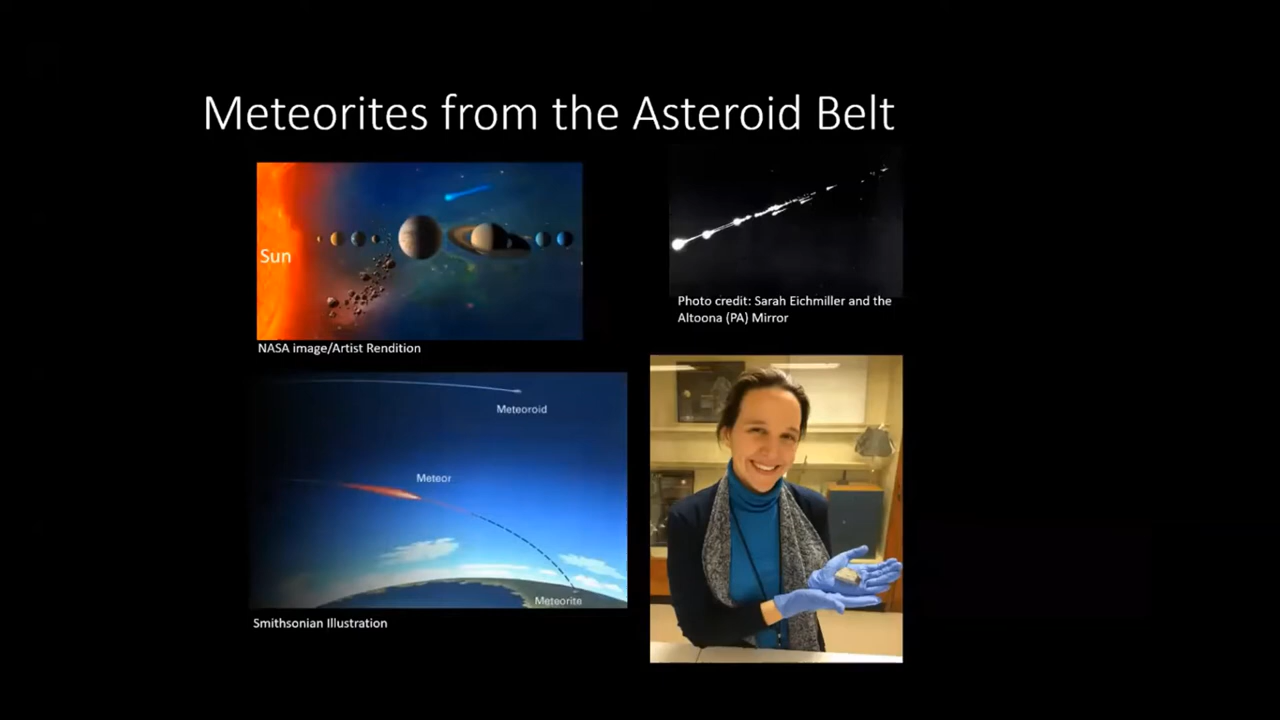 Meteorites from the Asteroid Belt
Sun
NASA image/Artist Rendition
Photo credit: Sarah Eichmiller and the
Altoona (PA) Mirror
Meteoroid
Meteor
Meteorite
Smithsonian Illustration